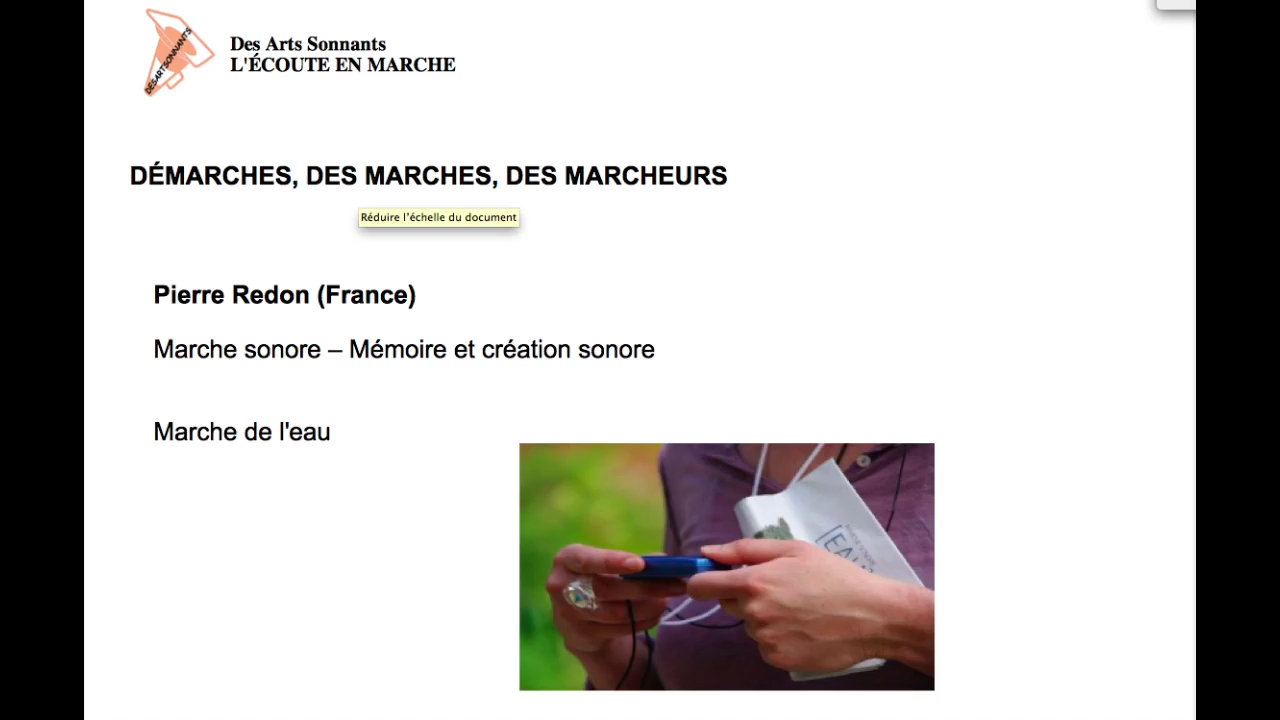 DESARTSONNANTS
Des Arts Sonnants
L'ÉCOUTE EN MARCHE
DÉMARCHES, DES MARCHES, DES MARCHEURS
Réduire l'échelle du document
Pierre Redon (France)
Marche sonore – Mémoire et création sonore
Marche de l'eau